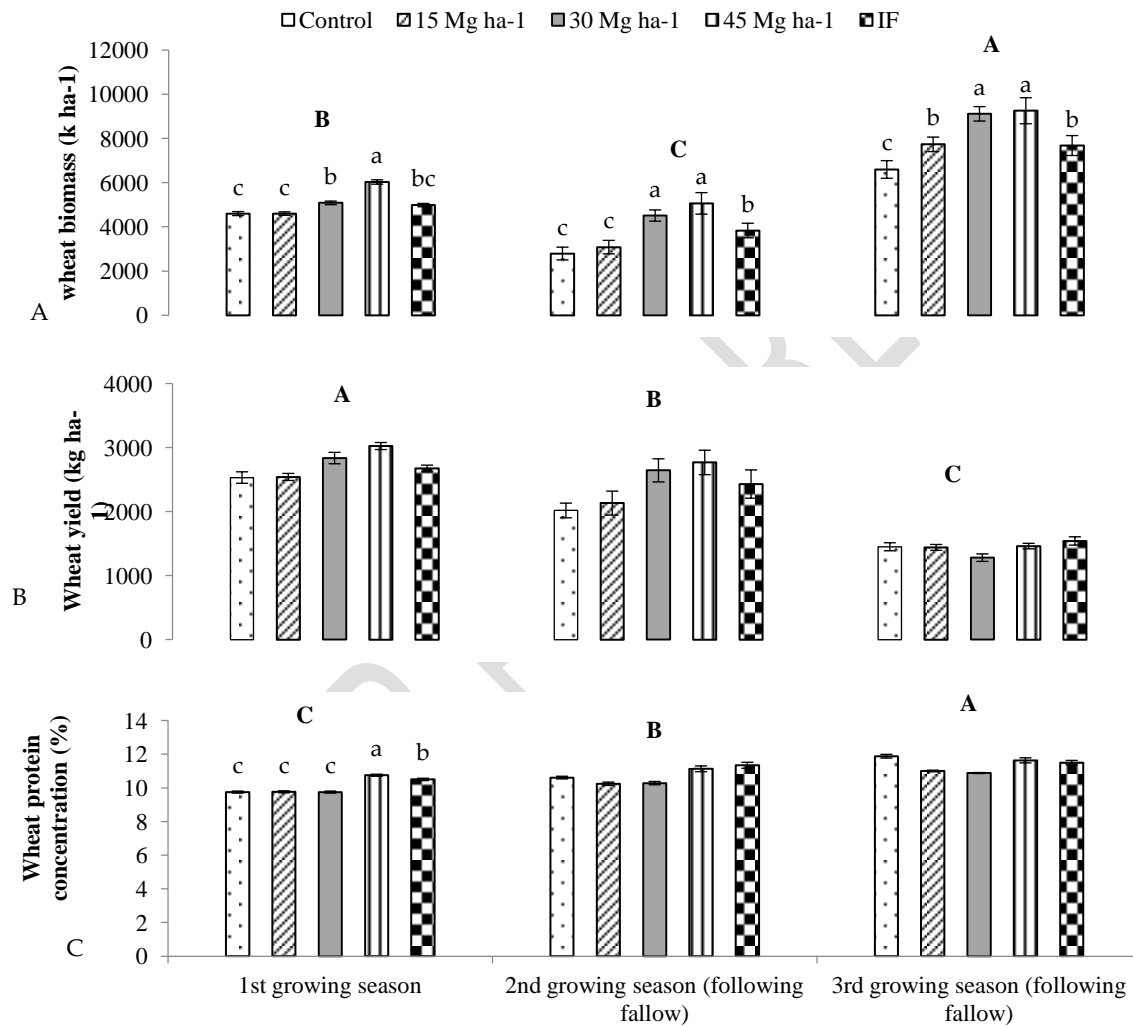 Control 15 Mg ha-1 30 Mg ha-1 45 Mg ha-1 IF
wheat biomass (k ha-1)
12000
10000
8000
6000
4000
2000
0
B
c c b a bc
C
c c a a b
A
c b a a b
A
Wheat yield (kg ha-
1)
4000
3000
2000
1000
0
A
B
C
B
Wheat protein
concentration (%)
14
12
10
8
6
4
2
0
C
c c c a b
B
A
C
1st growing season
2nd growing season (following
fallow)
3rd growing season (following
fallow)